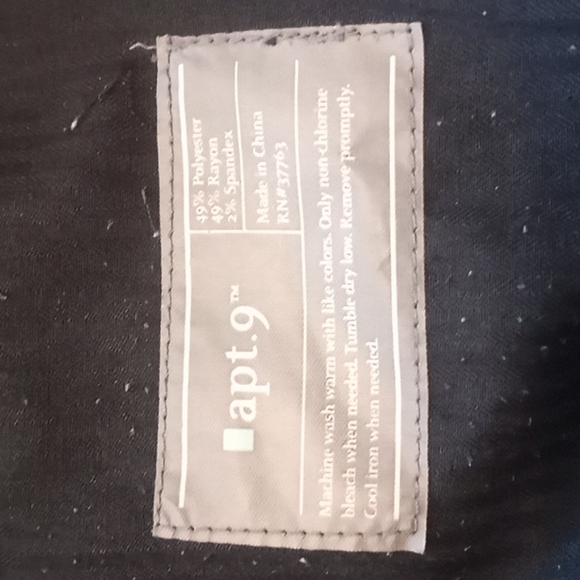 apt.9™
49% Polyester
49% Rayon
2% Spandex
Made in China
RN#37763
Machine wash warm with like colors. Only non-chlorine
bleach when needed. Tumble dry low. Remove promptly.
Cool iron when needed.